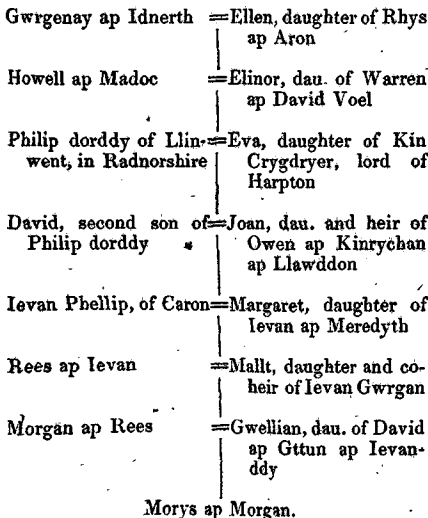 Gwrgenay ap Idnerth =Ellen, daughter of Rhys
ap Aron
Howell ap Madoc =Elinor, dau. of Warren
ap David Voel
Philip dorddy of Llin-=Eva, daughter of Kin
went, in Radnorshire Crygdryer, lord of
Harpton
David, second son of=Joan, dau. and heir of
Philip dorddy Owen ap Kinrychan
ap Llawddon
Ievan Phellip, of Caron=Margaret, daughter of
Ievan ap Meredyth
Rees ap Ievan =Mallt, daughter and co-
heir of Ievan Gwrgan
Morgan ap Rees =Gwellian, dau. of David
ap Gttun ap Ievan-
ddy
Morys ap Morgan.